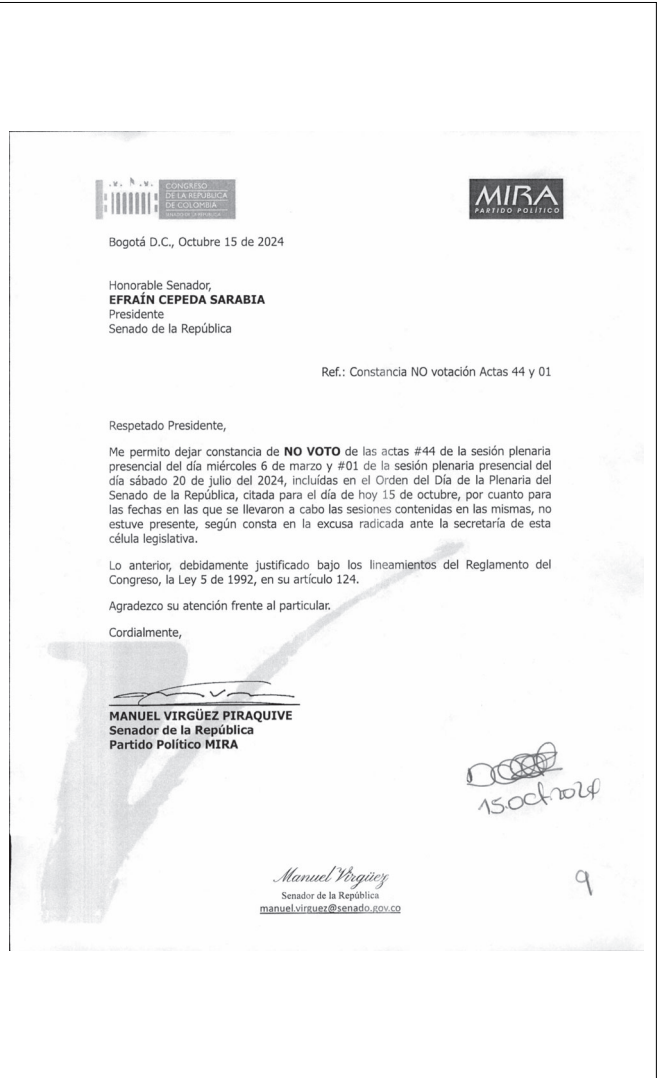 CONGRESO
DE LA REPÚBLICA
DE COLOMBIA
MIRA
PARTIDO POLÍTICO
Bogotá D.C., Octubre 15 de 2024
Honorable Senador,
EFRAÍN CEPEDA SARABIA
Presidente
Senado de la República
Ref.: Constancia NO votación Actas 44 y 01
Respetado Presidente,
Me permito dejar constancia de NO VOTO de las actas #44 de la sesión plenaria
presencial del día miércoles 6 de marzo y #01 de la sesión plenaria presencial del
día sábado 20 de julio del 2024, incluídas en el Orden del Día de la Plenaria del
Senado de la República, citada para el día de hoy 15 de octubre, por cuanto para
las fechas en las que se llevaron a cabo las sesiones contenidas en las mismas, no
estuve presente, según consta en la excusa radicada ante la secretaría de esta
célula legislativa.
Lo anterior, debidamente justificado bajo los lineamientos del Reglamento del
Congreso, la Ley 5 de 1992, en su artículo 124.
Agradezco su atención frente al particular.
Cordialmente,
MANUEL VIRGÜEZ PIRAQUIVE
Senador de la República
Partido Político MIRA
15.Oct.2024
Manuel Virgüez
Senador de la República
manuel.virguez@senado.gov.co
9